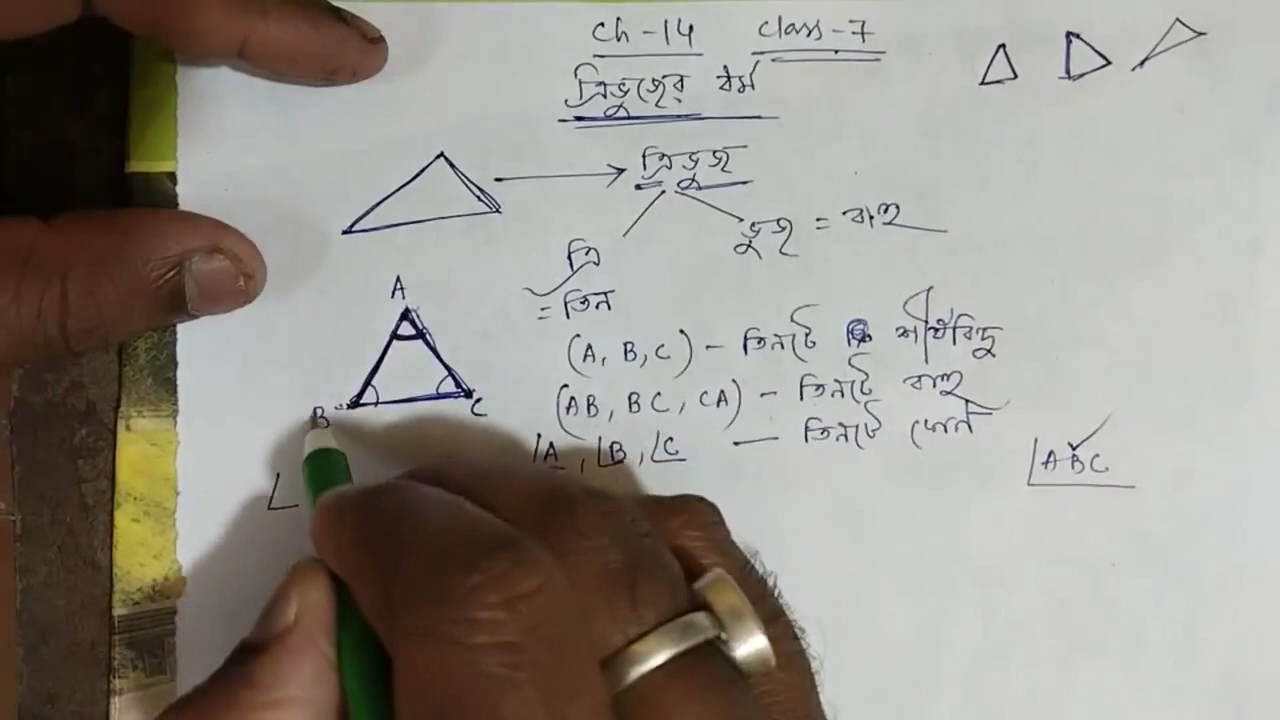 Ch - 14 Class - 7
ত্রিভুজের ধর্ম
ত্রিভুজ
ভুজ = বাহু
ত্রি
= তিন
A
B
C
(A, B, C) - তিনটে শীর্ষবিন্দু
(AB, BC, CA) - তিনটে বাহু
∠A, ∠B, ∠C — তিনটে কোণ
∠ABC
∠